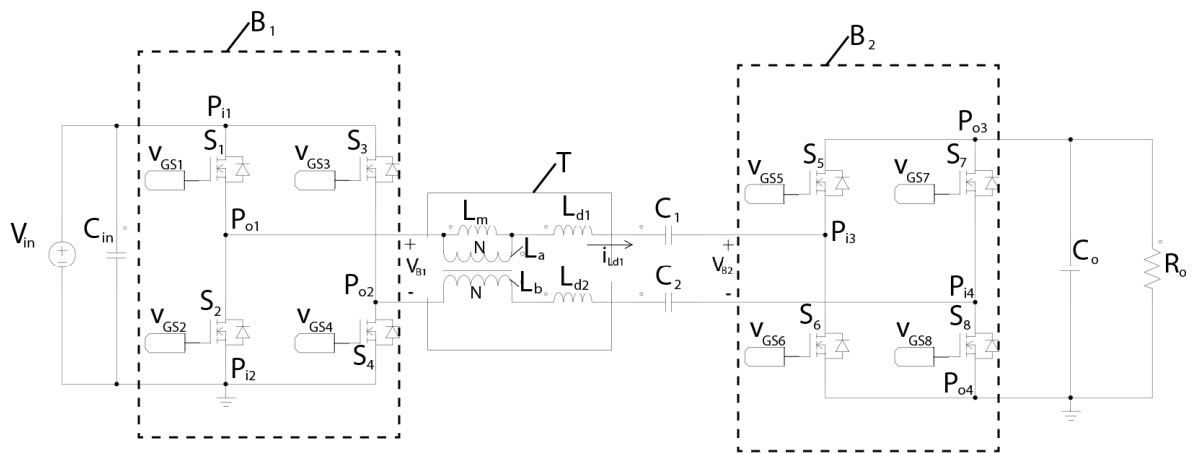 B1
B2
Pi1
S1
S3
vGS1
vGS3
Vin
Cin
Po1
Po2
S2
vGS2
vGS4
S4
Pi2
T
Lm
Ld1
C1
N
La
iLd1
+
VB1
-
N
Lb
Ld2
C2
+
VB2
-
Po3
S5
S7
vGS5
vGS7
Pi3
Pi4
Co
Ro
S6
S8
vGS6
vGS8
Po4